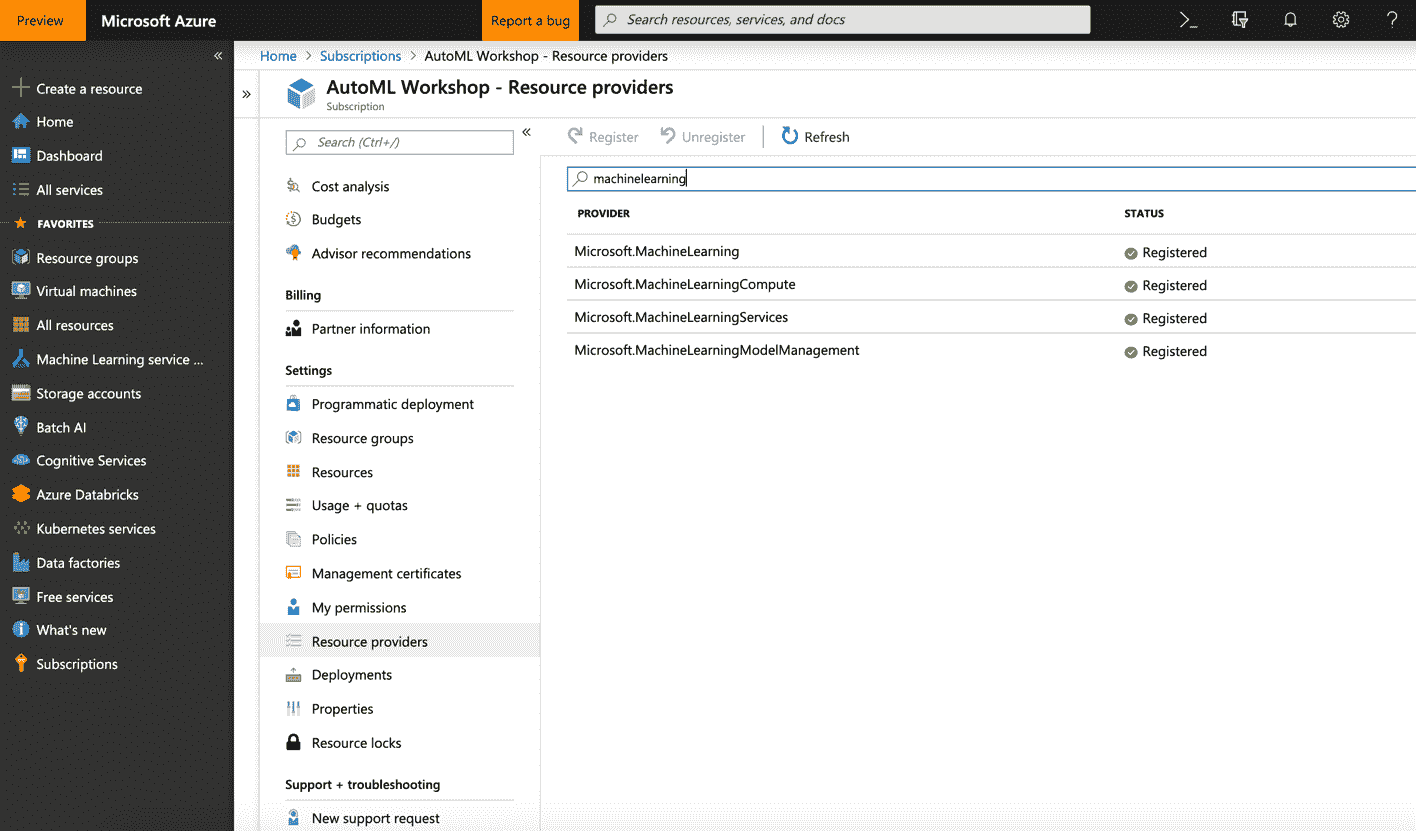 Preview
Microsoft Azure
Report a bug
Search resources, services, and docs
Create a resource
Home
Dashboard
All services
FAVORITES
Resource groups
Virtual machines
All resources
Machine Learning service ...
Storage accounts
Batch AI
Cognitive Services
Azure Databricks
Kubernetes services
Data factories
Free services
What's new
Subscriptions
Home > Subscriptions > AutoML Workshop - Resource providers
AutoML Workshop - Resource providers
Subscription
Search (Ctrl+/)
Cost analysis
Budgets
Advisor recommendations
Billing
Partner information
Settings
Programmatic deployment
Resource groups
Resources
Usage + quotas
Policies
Management certificates
My permissions
Resource providers
Deployments
Properties
Resource locks
Support + troubleshooting
New support request
Register Unregister Refresh
machinelearning
PROVIDER STATUS
Microsoft.MachineLearning Registered
Microsoft.MachineLearningCompute Registered
Microsoft.MachineLearningServices Registered
Microsoft.MachineLearningModelManagement Registered